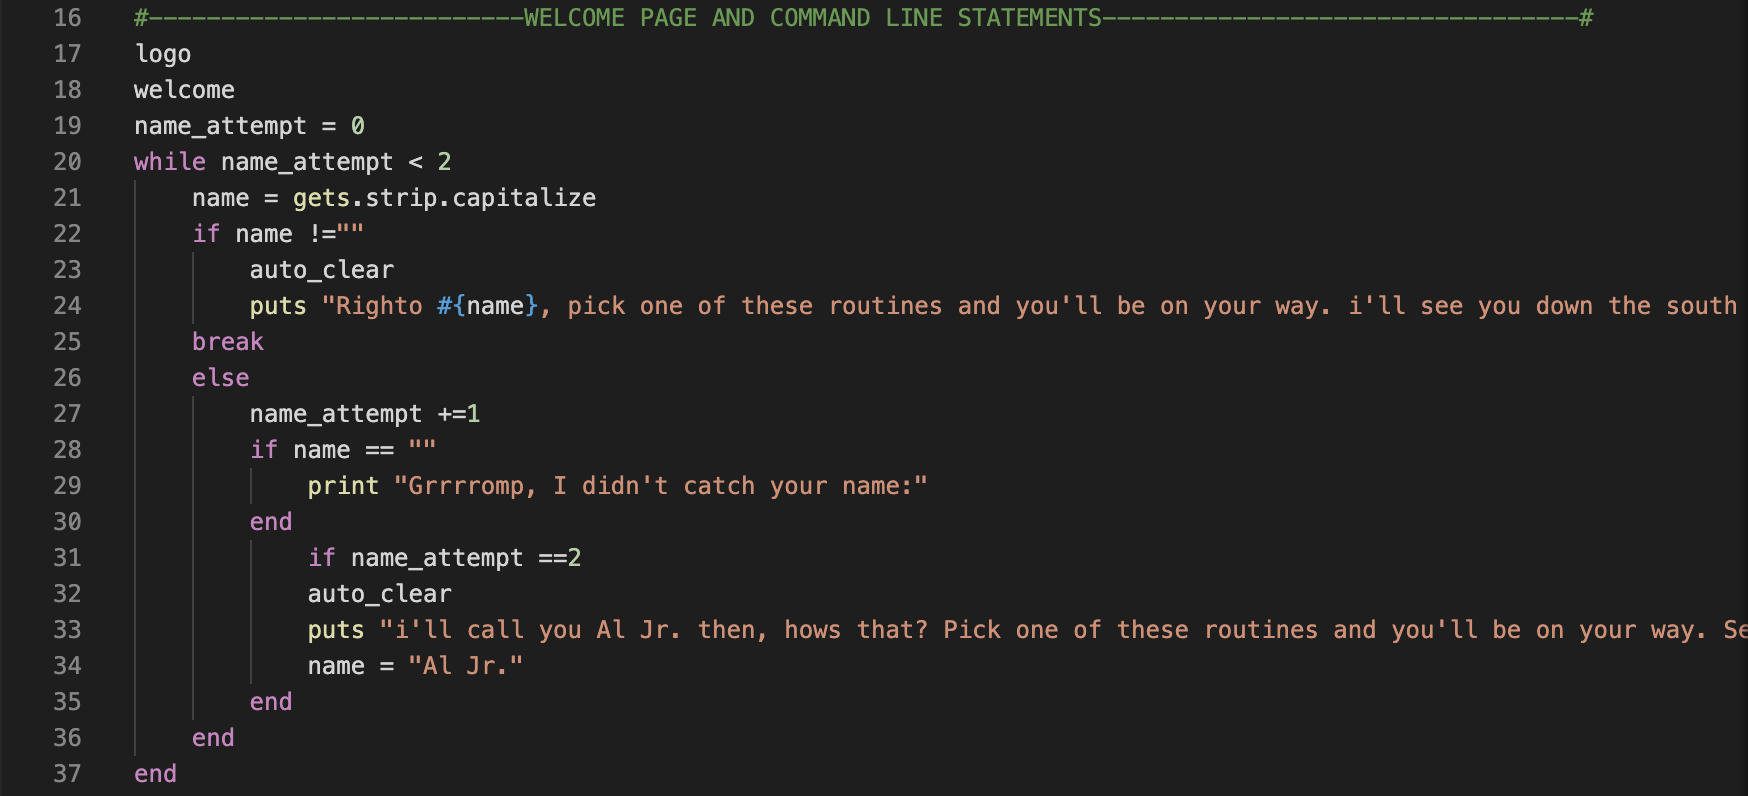 16 #--------------------------WELCOME PAGE AND COMMAND LINE STATEMENTS---------------------------------#
17 logo
18 welcome
19 name_attempt = 0
20 while name_attempt < 2
21     name = gets.strip.capitalize
22     if name !=""
23         auto_clear
24         puts "Righto #{name}, pick one of these routines and you'll be on your way. i'll see you down the south
25     break
26     else
27         name_attempt +=1
28         if name == ""
29             print "Grrrromp, I didn't catch your name:"
30         end
31             if name_attempt ==2
32             auto_clear
33             puts "i'll call you Al Jr. then, hows that? Pick one of these routines and you'll be on your way. Se
34             name = "Al Jr."
35         end
36     end
37 end